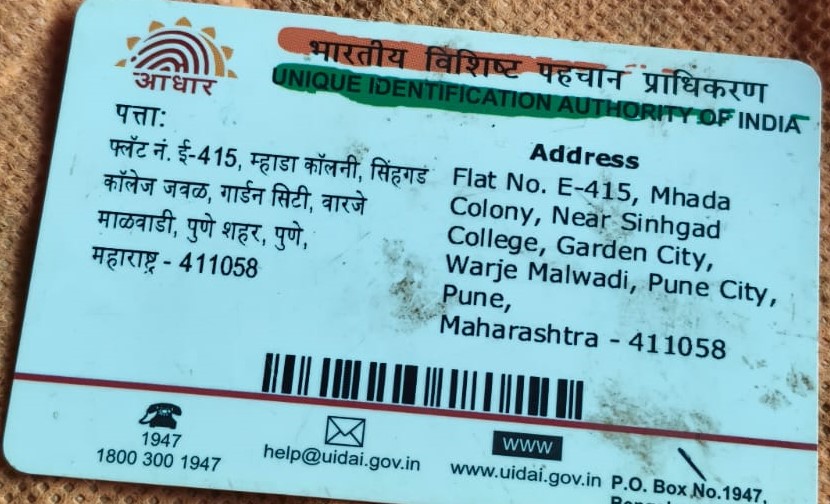 आधार
भारतीय विशिष्ट पहचान प्राधिकरण
UNIQUE IDENTIFICATION AUTHORITY OF INDIA
पत्ता:
फ्लॅट नं. ई-415, म्हाडा कॉलनी, सिंहगड
कॉलेज जवळ, गार्डन सिटी, वारजे
माळवाडी, पुणे शहर, पुणे,
महाराष्ट्र - 411058
Address
Flat No. E-415, Mhada
Colony, Near Sinhgad
College, Garden City,
Warje Malwadi, Pune City,
Pune,
Maharashtra - 411058
1947
1800 300 1947
help@uidai.gov.in
www
www.uidai.gov.in
P.O. Box No.1947,